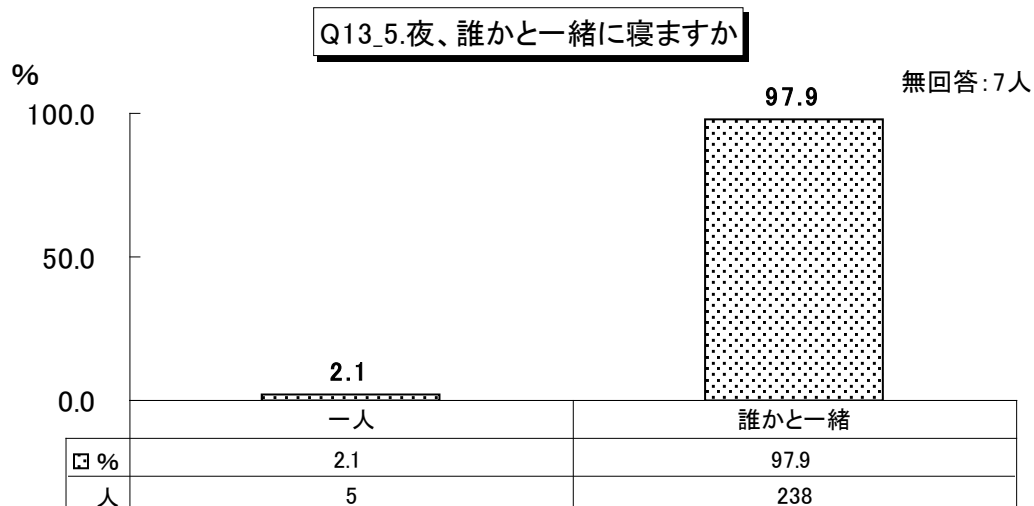 Q13_5.夜、誰かと一緒に寝ますか
%
無回答:7人
100.0
97.9
50.0
2.1
0.0
一人 誰かと一緒
% 2.1 97.9
人 5 238